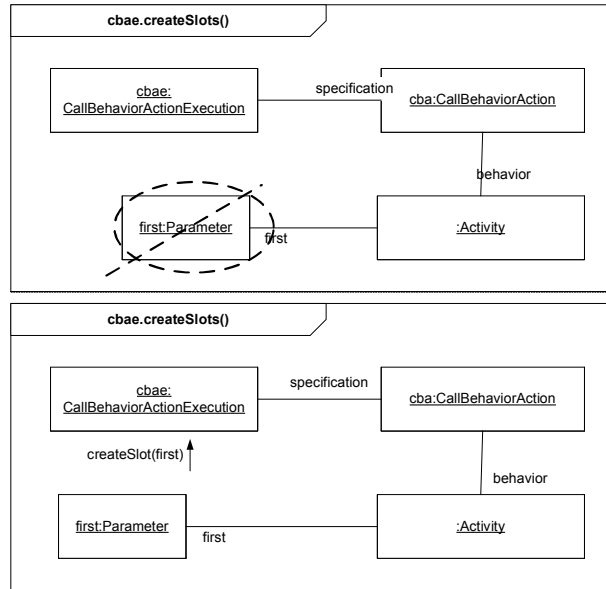 cbae.createSlots()
cbae:
CallBehaviorActionExecution
specification
cba:CallBehaviorAction
behavior
first:Parameter
first
:Activity
cbae.createSlots()
cbae:
CallBehaviorActionExecution
specification
cba:CallBehaviorAction
createSlot(first)
behavior
first:Parameter
first
:Activity